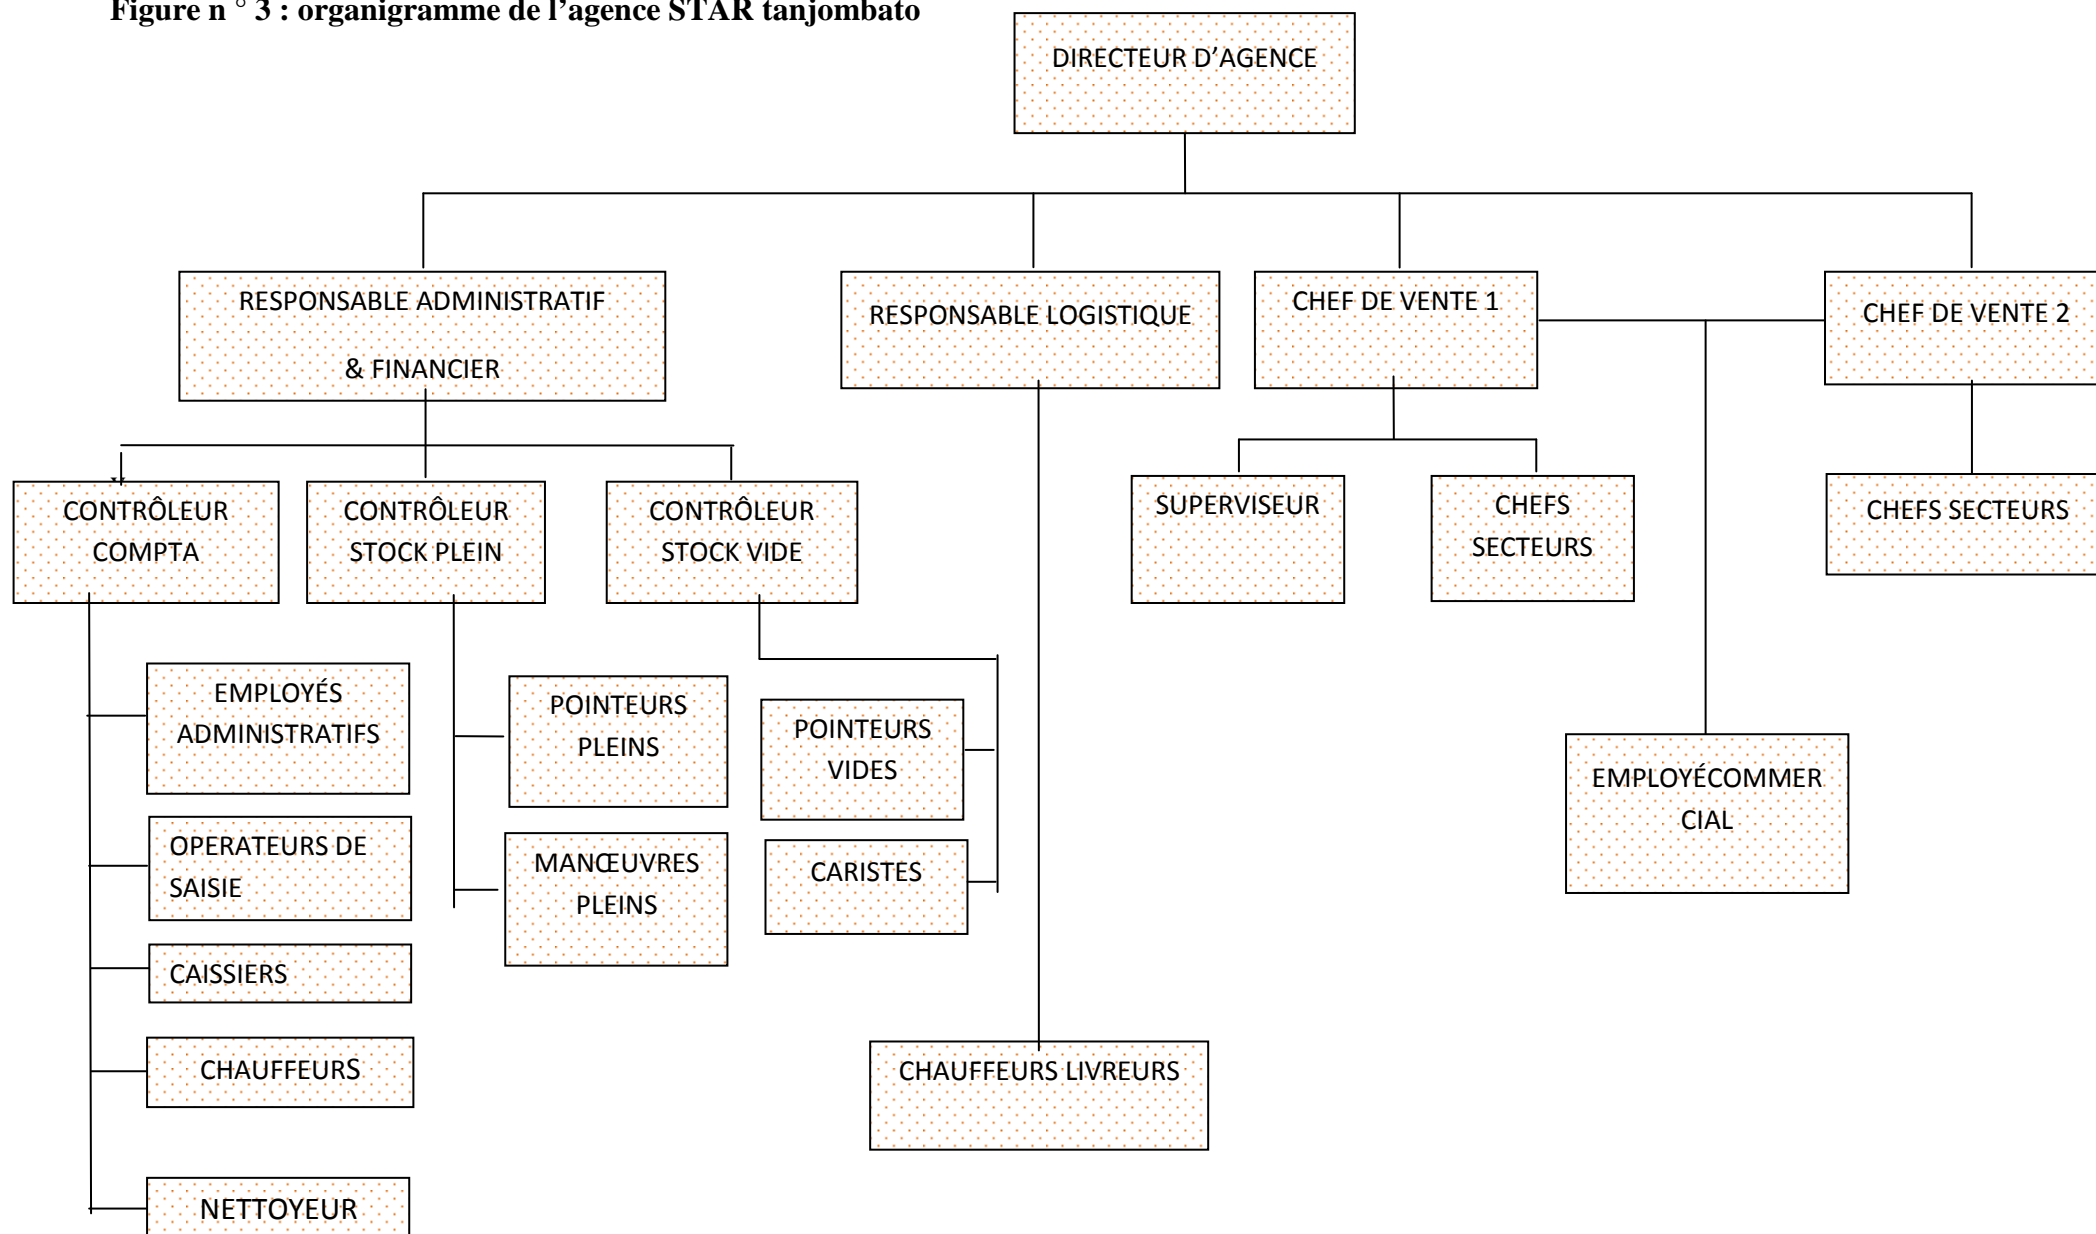 Figure n ° 3 : organigramme de l’agence STAR tanjombato
DIRECTEUR D’AGENCE
RESPONSABLE ADMINISTRATIF
& FINANCIER
RESPONSABLE LOGISTIQUE
CHEF DE VENTE 1
CHEF DE VENTE 2
CONTRÔLEUR
COMPTA
CONTRÔLEUR
STOCK PLEIN
CONTRÔLEUR
STOCK VIDE
SUPERVISEUR
CHEFS
SECTEURS
CHEFS SECTEURS
EMPLOYÉS
ADMINISTRATIFS
POINTEURS
PLEINS
POINTEURS
VIDES
EMPLOYÉCOMMER
CIAL
OPERATEURS DE
SAISIE
MANŒUVRES
PLEINS
CARISTES
CAISSIERS
CHAUFFEURS
CHAUFFEURS LIVREURS
NETTOYEUR